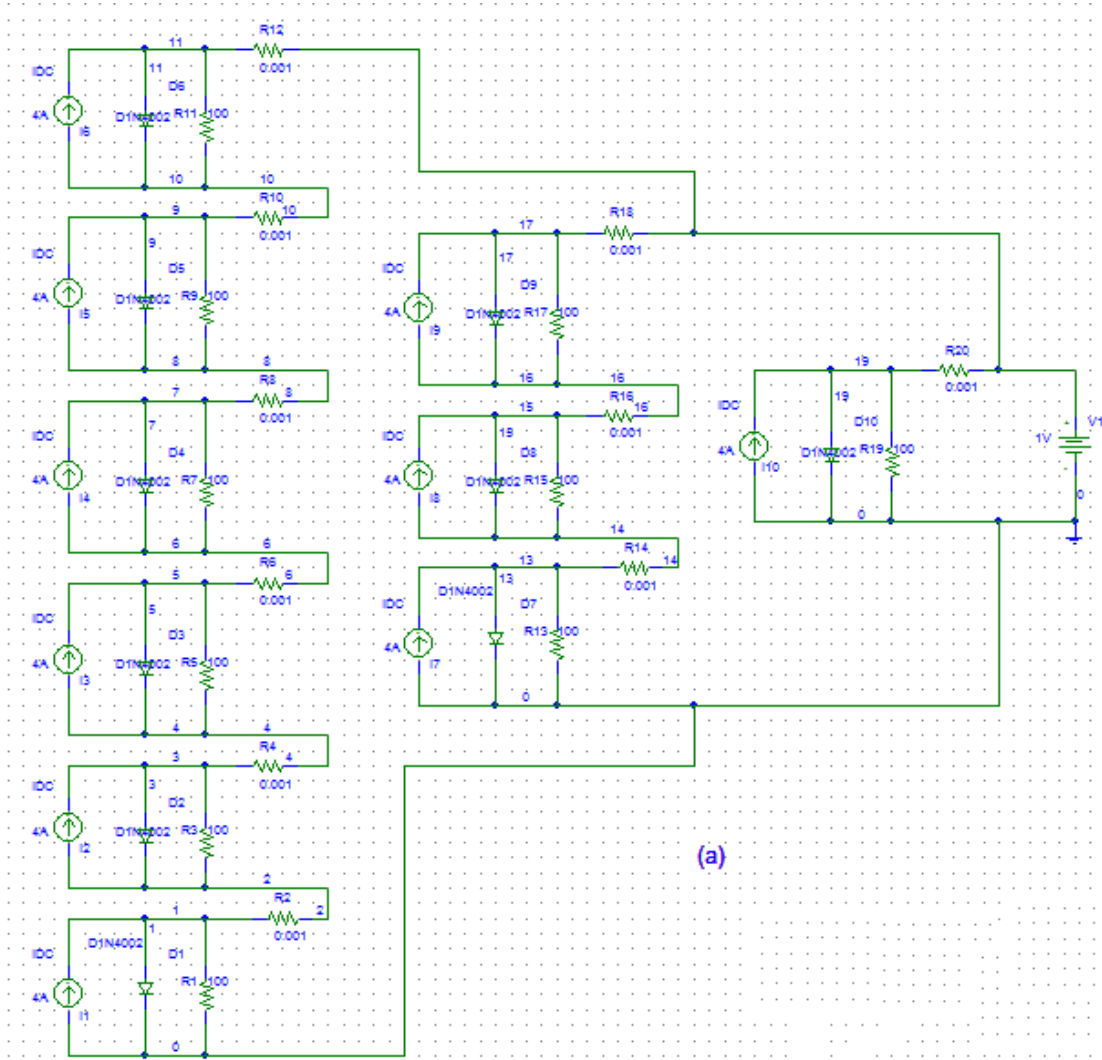 11
R12
0.001
IDC
11
D6
4A
I6
D1N4002
R11
100
10
10
R10
10
0.001
9
IDC
9
D5
4A
I5
D1N4002
R9
100
8
8
R8
8
0.001
7
IDC
7
D4
4A
I4
D1N4002
R7
100
6
6
R6
6
0.001
5
IDC
5
D3
4A
I3
D1N4002
R5
100
4
4
R4
4
0.001
3
IDC
3
D2
4A
I2
D1N4002
R3
100
2
R2
2
0.001
1
IDC
1
D1N4002
D1
4A
I1
R1
100
0
17
R18
0.001
IDC
17
D9
4A
I9
D1N4002
R17
100
16
16
R16
16
0.001
15
IDC
15
D8
4A
I8
D1N4002
R15
100
14
R14
14
0.001
13
IDC
13
D1N4002
D7
4A
I7
R13
100
0
19
R20
0.001
IDC
19
D10
4A
I10
D1N4002
R19
100
0
+
V1
1V
-
0
(a)